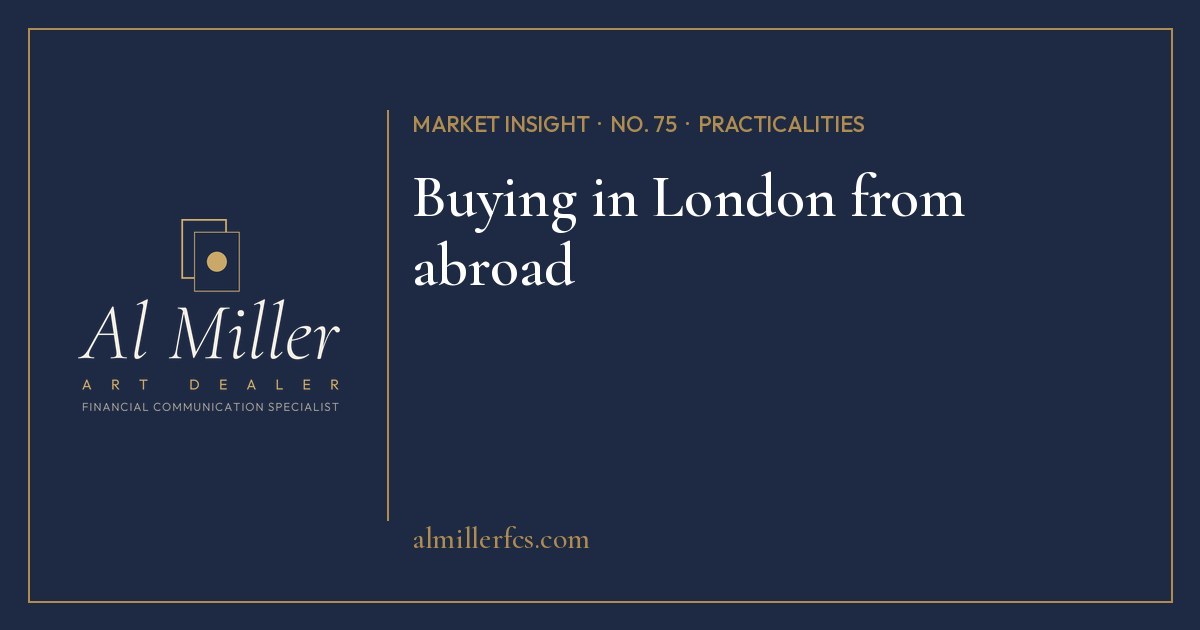 MARKET INSIGHT · NO. 75 · PRACTICALITIES
Buying in London from
abroad
Al Miller
ART DEALER
FINANCIAL COMMUNICATION SPECIALIST
almillerfcs.com